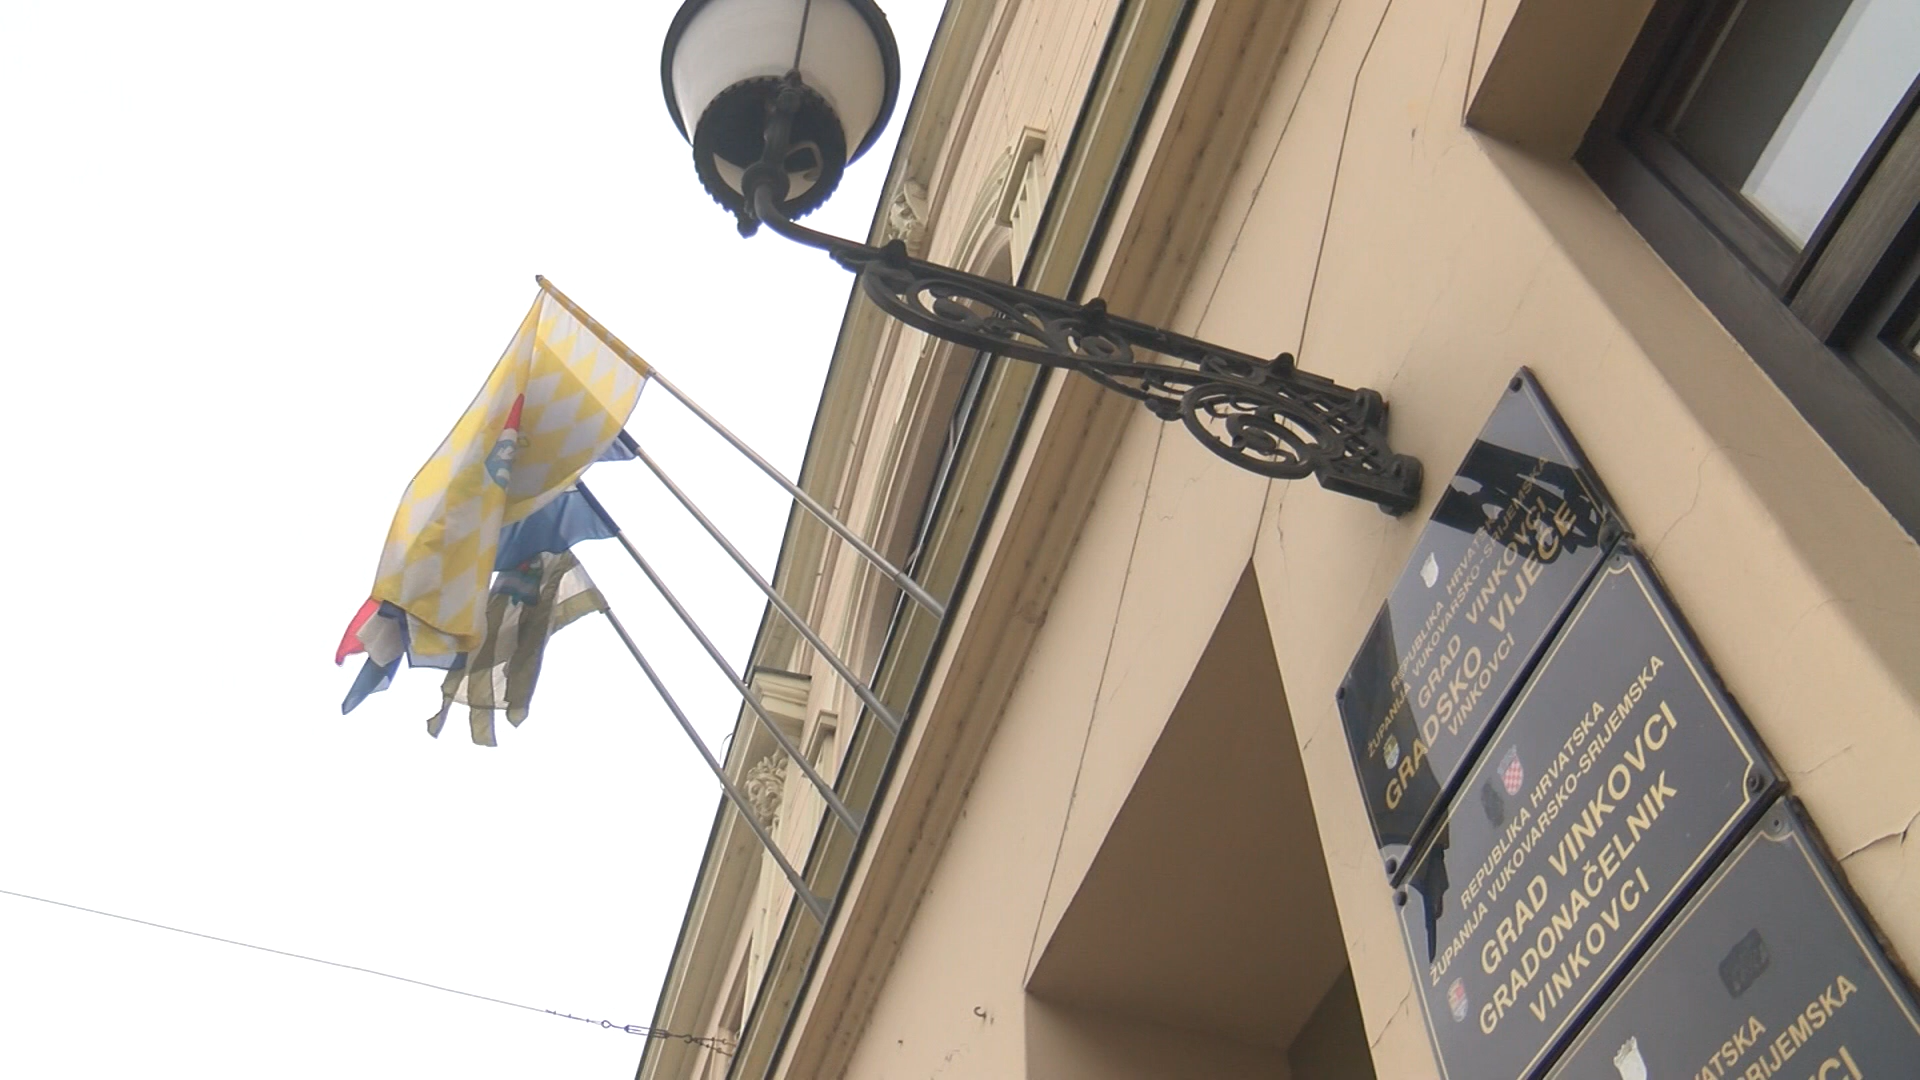 REPUBLIKA HRVATSKA
ŽUPANIJA VUKOVARSKO-SRIJEMSKA
GRAD VINKOVCI
GRADSKO VIJEĆE
VINKOVCI
REPUBLIKA HRVATSKA
ŽUPANIJA VUKOVARSKO-SRIJEMSKA
GRAD VINKOVCI
GRADONAČELNIK
VINKOVCI
VATSKA
SRIJEMSKA
CI